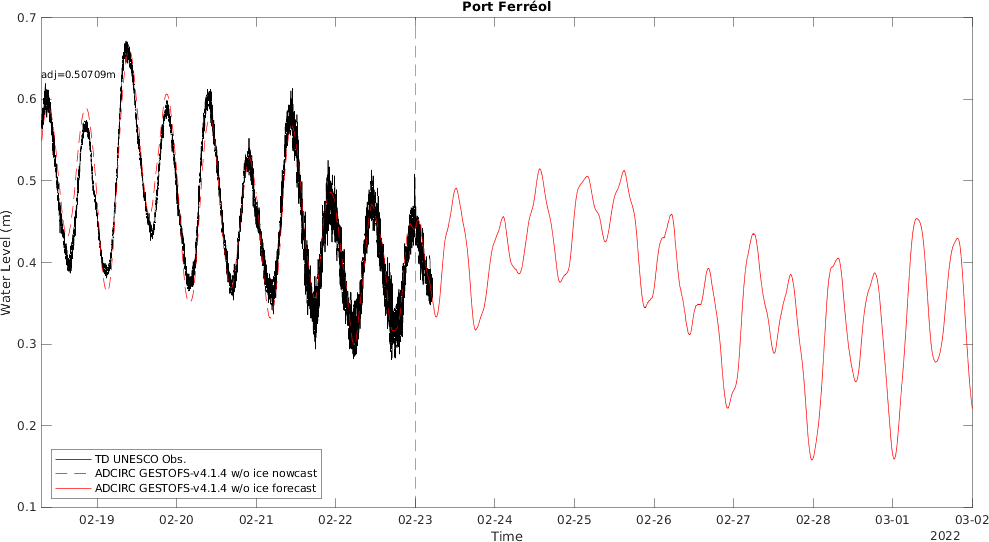 Port Ferréol
0.7
0.6
0.5
0.4
0.3
0.2
0.1
Water Level (m)
adj=0.50709m
TD UNESCO Obs.
ADCIRC GESTOFS-v4.1.4 w/o ice nowcast
ADCIRC GESTOFS-v4.1.4 w/o ice forecast
02-19 02-20 02-21 02-22 02-23 02-24 02-25 02-26 02-27 02-28 03-01 03-02
Time
2022